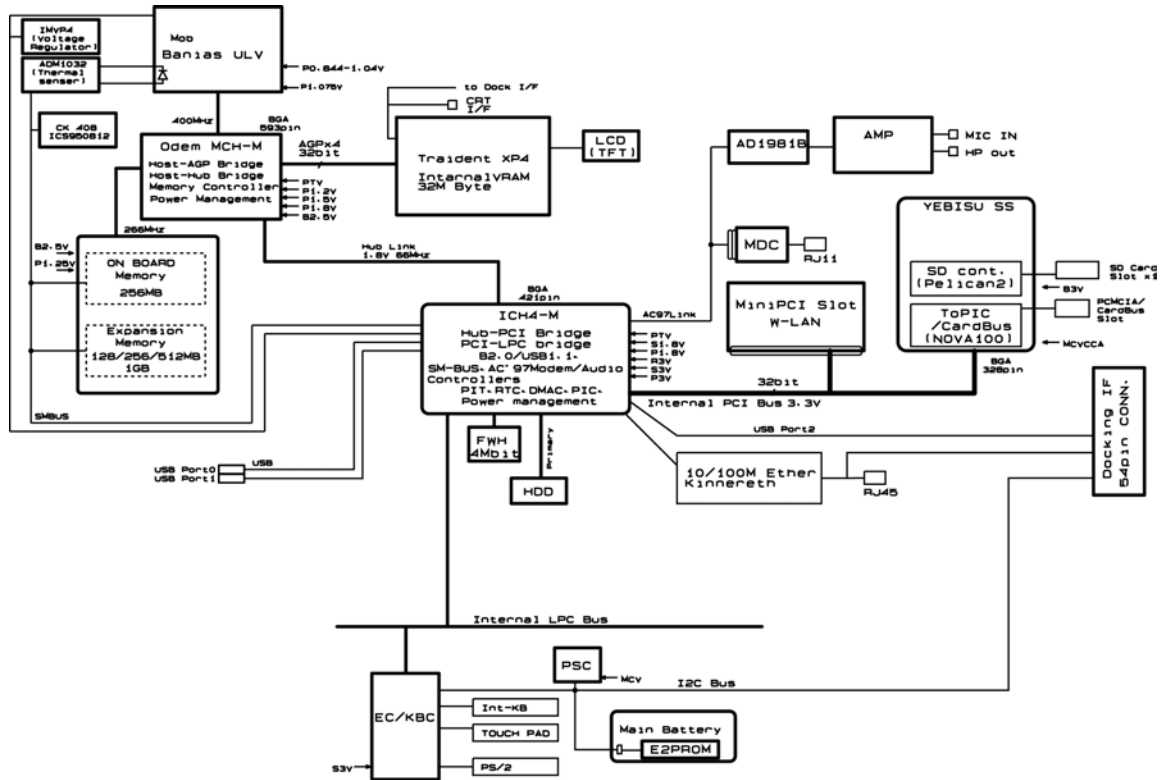 IMVP4
(Voltage
Regulator)
ADM1032
(Thermal
senser)
CK 408
ICS950812
Mob
Banias ULV
P0.844-1.04V
P1.075V
400MHz
BGA
593pin
Odem MCH-M
Host-AGP Bridge
Host-Hub Bridge
Memory Controller
Power Management
PTV
P1.2V
P1.5V
P1.8V
B2.5V
AGPx4
32bit
to Dock I/F
CRT
I/F
Traident XP4
IntarnalVRAM
32M Byte
LCD
(TFT)
AD1981B
AMP
MIC IN
HP out
MDC
RJ11
YEBISU SS
SD cont.
(Pelican2)
ToPIC
/CardBus
(NOVA100)
BGA
328pin
SD Card
B3V
PCMCIA/
CardBus
Slot
MCVCCA
266MHz
B2.5V
P1.25V
ON BOARD
Memory
256MB
Expansion
Memory
128/256/512MB
1GB
SMBUS
Hub Link
1.8V 66MHz
BGA
421pin
ICH4-M
Hub-PCI Bridge
PCI-LPC bridge
SM-BUS, AC'97Modem/Audio
Controllers
PIT, RTC, DMAC, PIC,
Power management
AC97Link
PTV
S1.8V
P1.8V
R3V
S3V
P3V
MiniPCI Slot
W-LAN
32bit
Internal PCI Bus 3.3V
USB Port2
Docking IF
54pin CONN.
FWH
4Mbit
Primary
HDD
USB Port0
USB Port1
USB
10/100M Ether
Kinnereth
RJ45
Internal LPC Bus
EC/KBC
S3V
Int-KB
TOUCH PAD
PS/2
PSC
MCV
I2C Bus
Main Battery
E2PROM